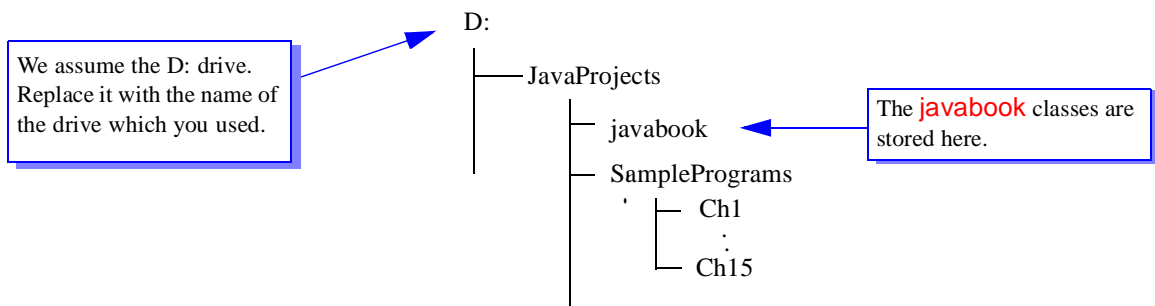 D:
We assume the D: drive.
Replace it with the name of
the drive which you used.
JavaProjects
The javabook classes are
stored here.
javabook
SamplePrograms
Ch1
.
.
Ch15